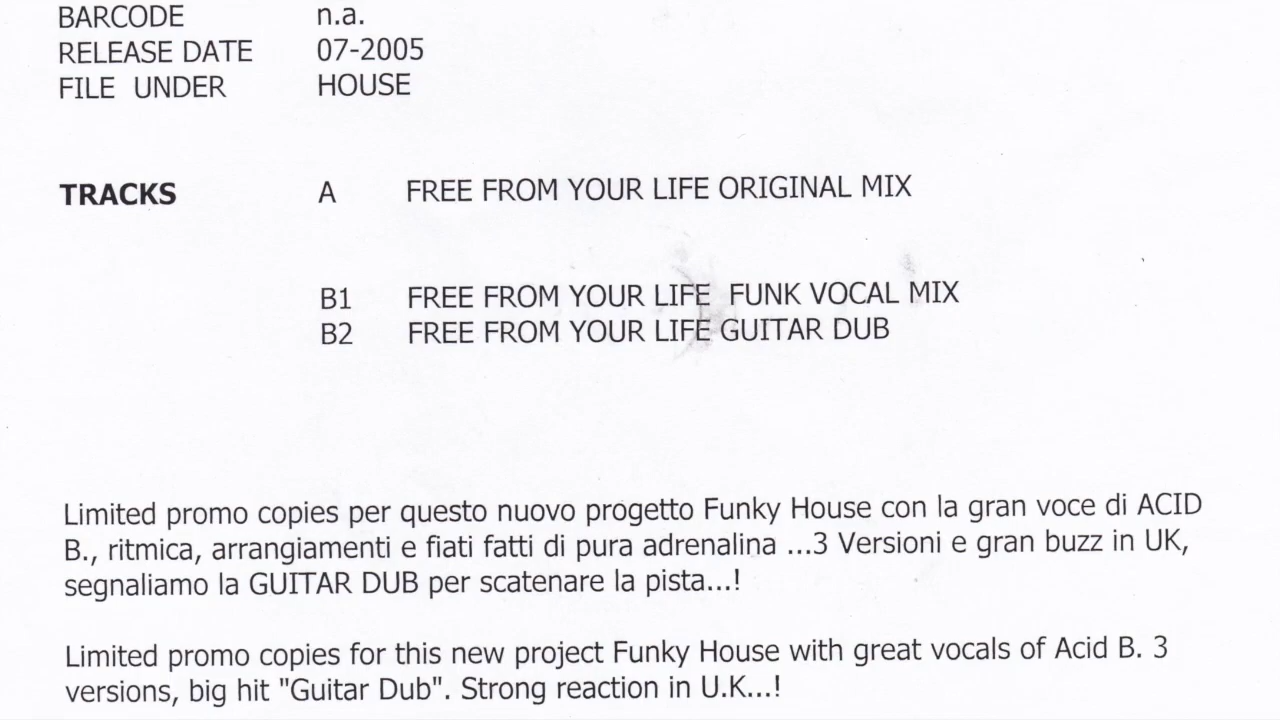 BARCODE n.a.
RELEASE DATE 07-2005
FILE UNDER HOUSE
TRACKS A FREE FROM YOUR LIFE ORIGINAL MIX
B1 FREE FROM YOUR LIFE FUNK VOCAL MIX
B2 FREE FROM YOUR LIFE GUITAR DUB
Limited promo copies per questo nuovo progetto Funky House con la gran voce di ACID
B., ritmica, arrangiamenti e fiati fatti di pura adrenalina ...3 Versioni e gran buzz in UK,
segnaliamo la GUITAR DUB per scatenare la pista...!
Limited promo copies for this new project Funky House with great vocals of Acid B. 3
versions, big hit "Guitar Dub". Strong reaction in U.K...!